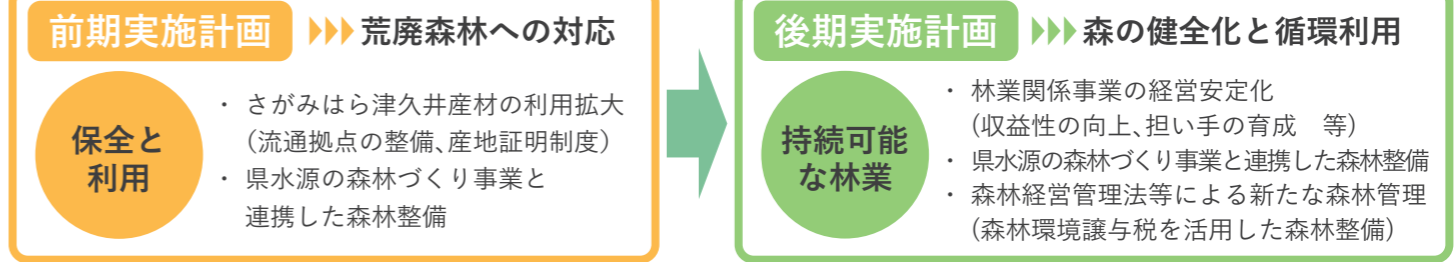 前期実施計画 荒廃森林への対応
保全と
利用
・ さがみはら津久井産材の利用拡大
(流通拠点の整備、産地証明制度)
・ 県水源の森林づくり事業と
連携した森林整備
後期実施計画 森の健全化と循環利用
持続可能
な林業
・ 林業関係事業の経営安定化
(収益性の向上、担い手の育成　等)
・ 県水源の森林づくり事業と連携した森林整備
・ 森林経営管理法等による新たな森林管理
(森林環境譲与税を活用した森林整備)